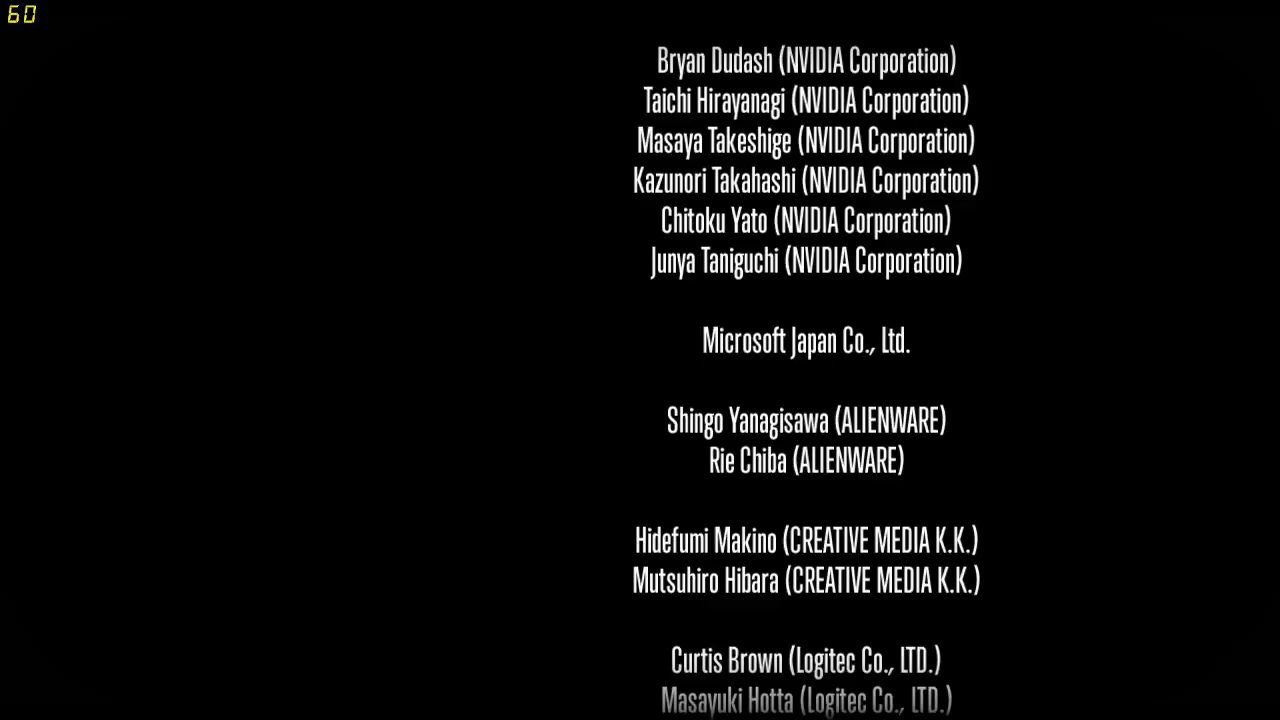 60
Bryan Dudash (NVIDIA Corporation)
Taichi Hirayanagi (NVIDIA Corporation)
Masaya Takeshige (NVIDIA Corporation)
Kazunori Takahashi (NVIDIA Corporation)
Chitoku Yato (NVIDIA Corporation)
Junya Taniguchi (NVIDIA Corporation)
Microsoft Japan Co., Ltd.
Shingo Yanagisawa (ALIENWARE)
Rie Chiba (ALIENWARE)
Hidefumi Makino (CREATIVE MEDIA K.K.)
Mutsuhiro Hibara (CREATIVE MEDIA K.K.)
Curtis Brown (Logitec Co., LTD.)
Masayuki Hotta (Logitec Co., LTD.)